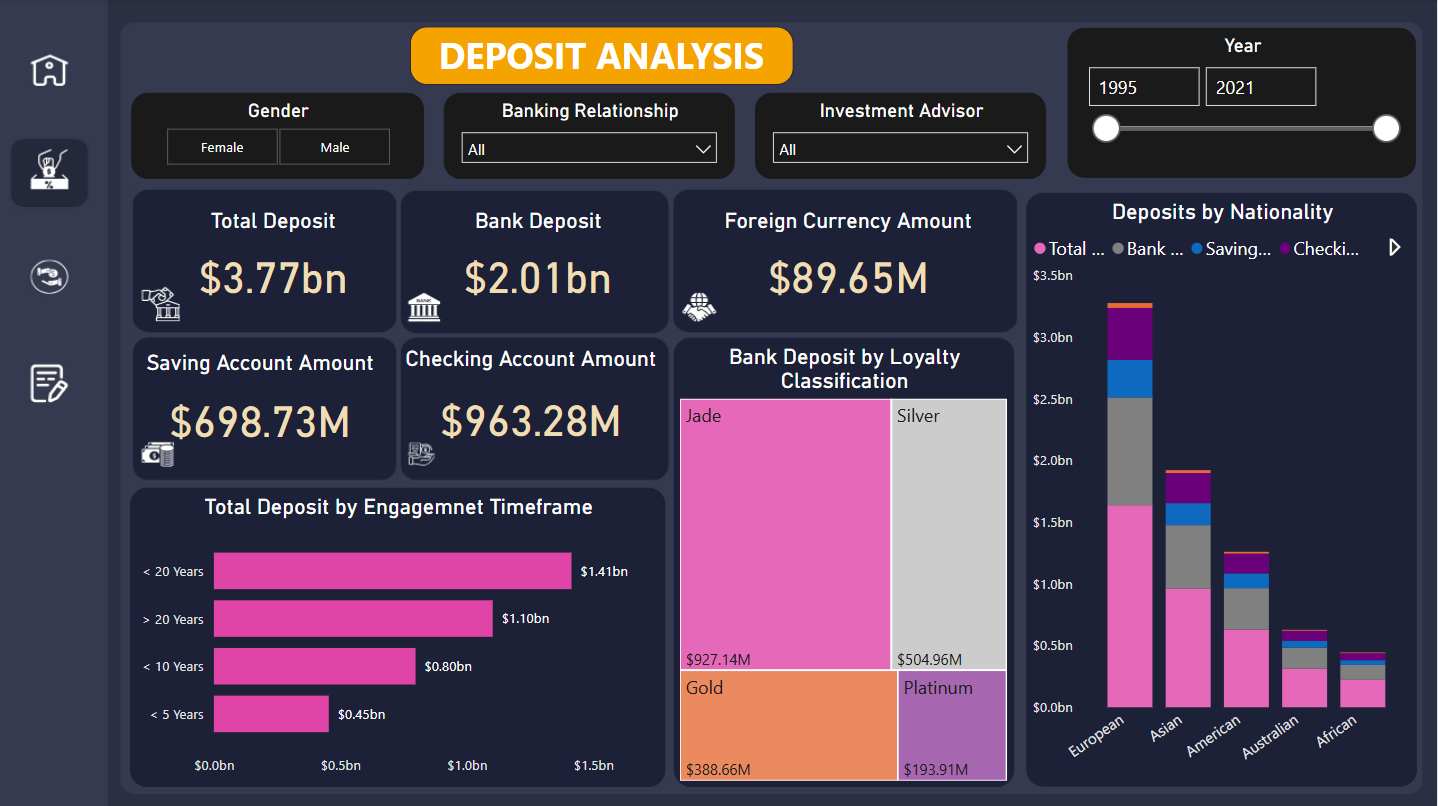 DEPOSIT ANALYSIS
Year
1995
2021
Gender
Female
Male
Banking Relationship
All
Investment Advisor
All
Total Deposit
$3.77bn
Bank Deposit
BANK
$2.01bn
Foreign Currency Amount
$89.65M
Saving Account Amount
$698.73M
Checking Account Amount
$963.28M
Total Deposit by Engagemnet Timeframe
< 20 Years
$1.41bn
> 20 Years
$1.10bn
< 10 Years
$0.80bn
< 5 Years
$0.45bn
$0.0bn
$0.5bn
$1.0bn
$1.5bn
Bank Deposit by Loyalty
Classification
Jade
$927.14M
Silver
$504.96M
Gold
$388.66M
Platinum
$193.91M
Deposits by Nationality
Total ...
Bank ...
Saving...
Checki...
$3.5bn
$3.0bn
$2.5bn
$2.0bn
$1.5bn
$1.0bn
$0.5bn
$0.0bn
European
Asian
American
Australian
African
%
$